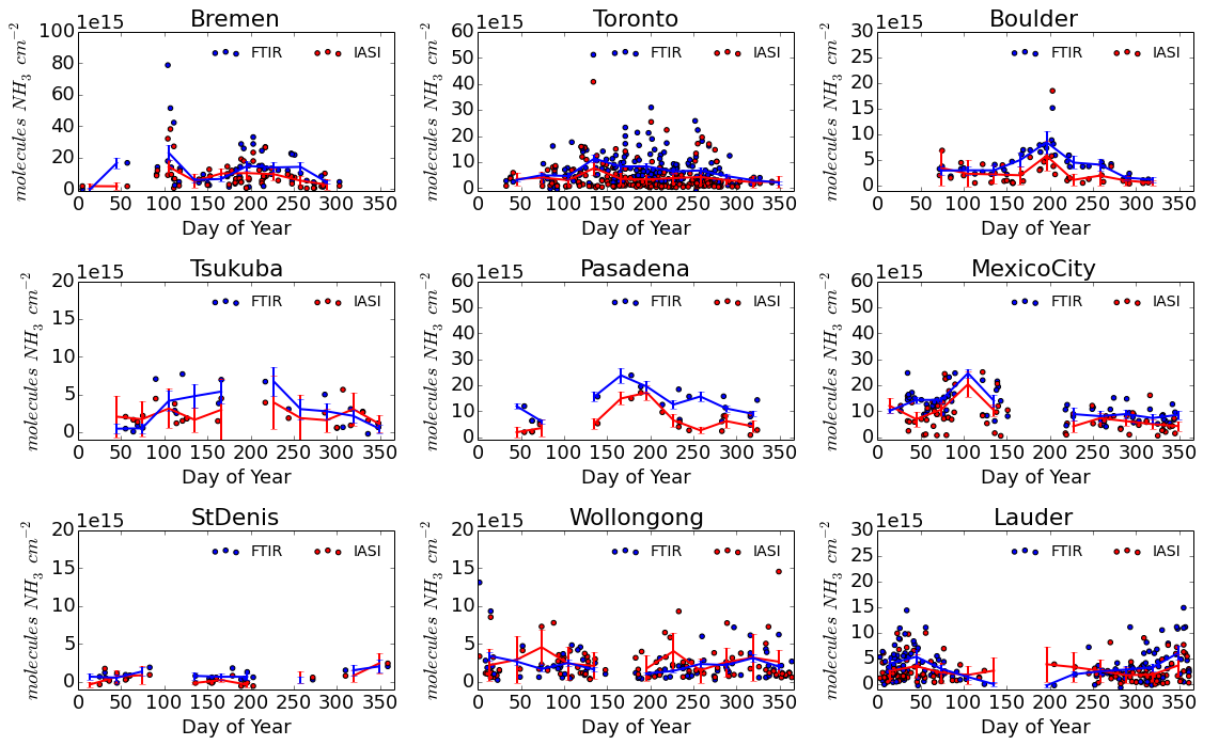 Bremen
1e15
FTIR IASI
molecules NH3 cm−2
100
80
60
40
20
0
0 50 100 150 200 250 300 350
Day of Year
Toronto
1e15
FTIR IASI
molecules NH3 cm−2
60
50
40
30
20
10
0
0 50 100 150 200 250 300 350
Day of Year
Boulder
1e15
FTIR IASI
molecules NH3 cm−2
30
25
20
15
10
5
0
0 50 100 150 200 250 300 350
Day of Year
Tsukuba
1e15
FTIR IASI
molecules NH3 cm−2
20
15
10
5
0
0 50 100 150 200 250 300 350
Day of Year
Pasadena
1e15
FTIR IASI
molecules NH3 cm−2
60
50
40
30
20
10
0
0 50 100 150 200 250 300 350
Day of Year
MexicoCity
1e15
FTIR IASI
molecules NH3 cm−2
60
50
40
30
20
10
0
0 50 100 150 200 250 300 350
Day of Year
StDenis
1e15
FTIR IASI
molecules NH3 cm−2
20
15
10
5
0
0 50 100 150 200 250 300 350
Day of Year
Wollongong
1e15
FTIR IASI
molecules NH3 cm−2
20
15
10
5
0
0 50 100 150 200 250 300 350
Day of Year
Lauder
1e15
FTIR IASI
molecules NH3 cm−2
30
25
20
15
10
5
0
0 50 100 150 200 250 300 350
Day of Year